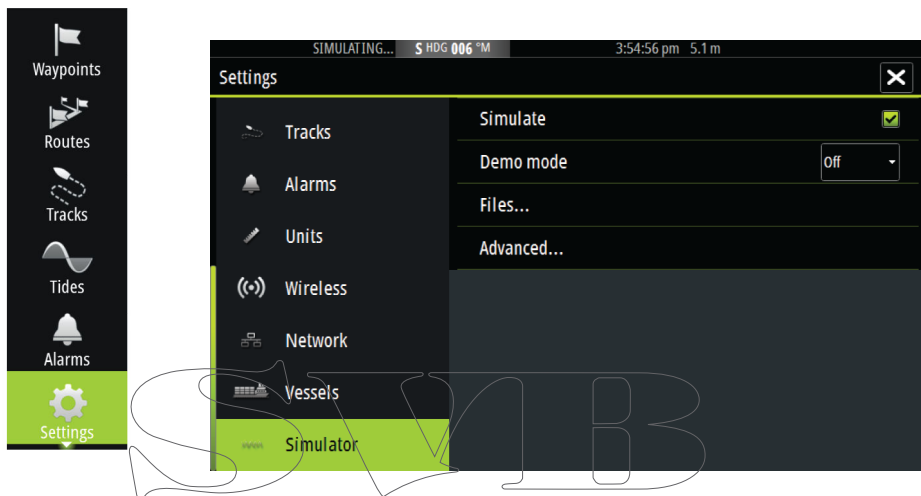 Waypoints
Routes
Tracks
Tides
Alarms
Settings
SIMULATING... S HDG 006 °M 3:54:56 pm 5.1 m
Settings
Tracks
Alarms
Units
Wireless
Network
Vessels
Simulator
Simulate
Demo mode Off
Files...
Advanced...
SVB